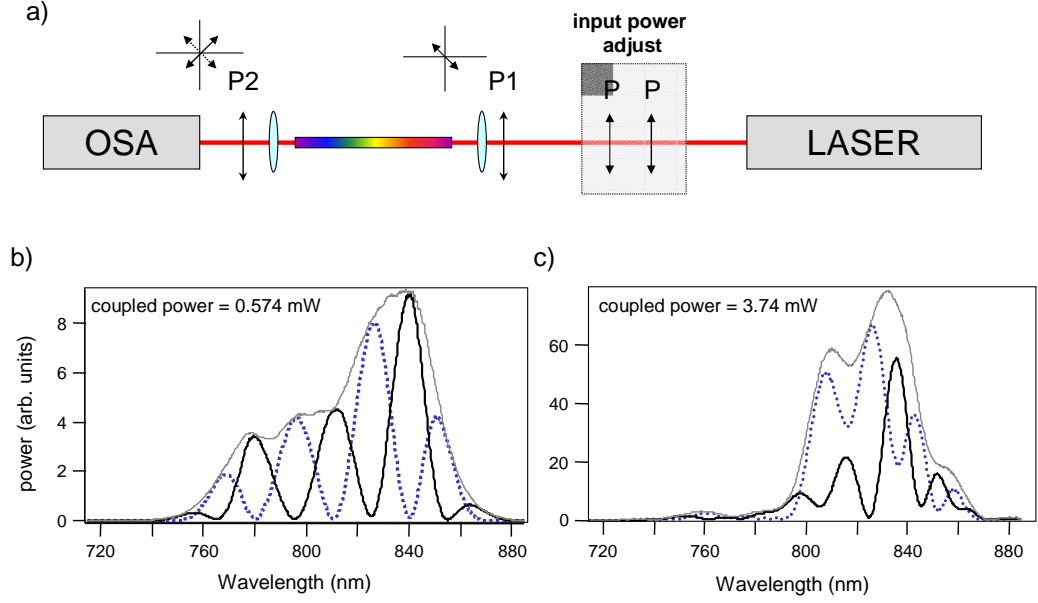 a)
input power
adjust
P2
P1
P P
OSA
LASER
b)
c)
coupled power = 0.574 mW
coupled power = 3.74 mW
power (arb. units)
8
6
4
2
0
60
40
20
0
720 760 800 840 880
720 760 800 840 880
Wavelength (nm)
Wavelength (nm)